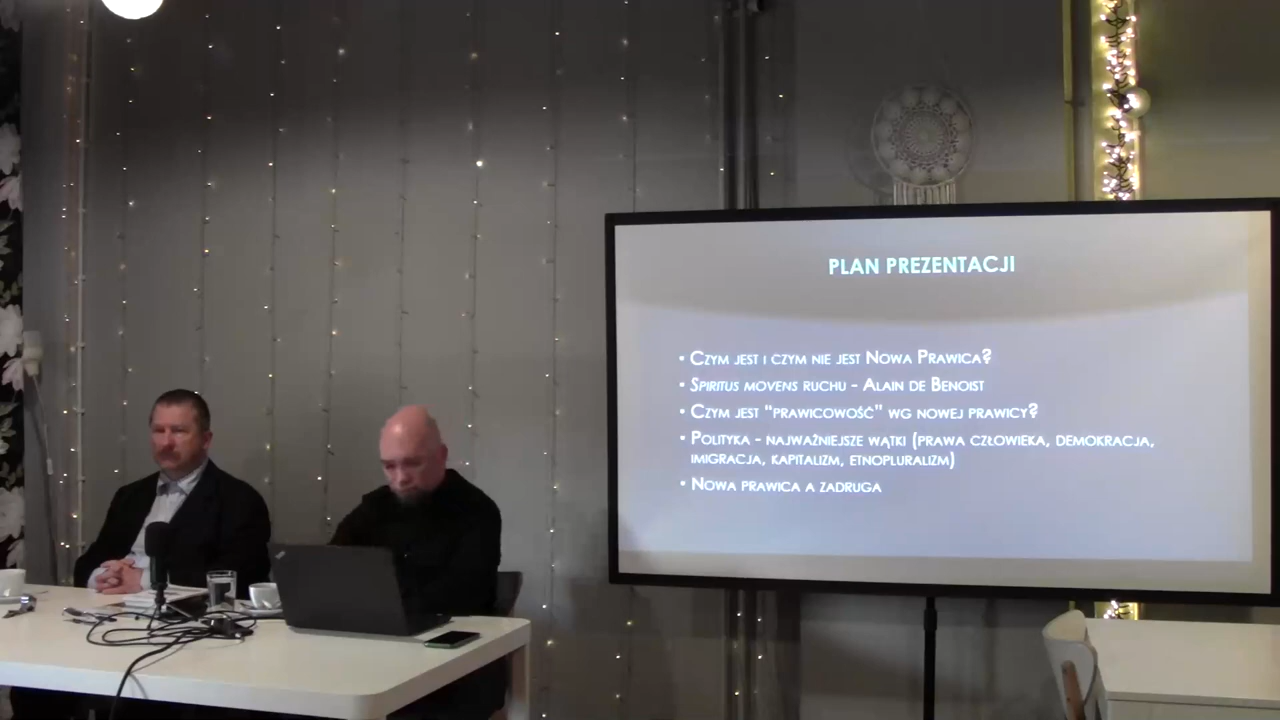 PLAN PREZENTACJI
• Czym jest i czym nie jest Nowa Prawica?
• Spiritus movens ruchu - Alain de Benoist
• Czym jest "prawicowość" wg nowej prawicy?
• Polityka - najważniejsze wątki (prawa człowieka, demokracja,
imigracja, kapitalizm, etnopluralizm)
• Nowa prawica a zadruga